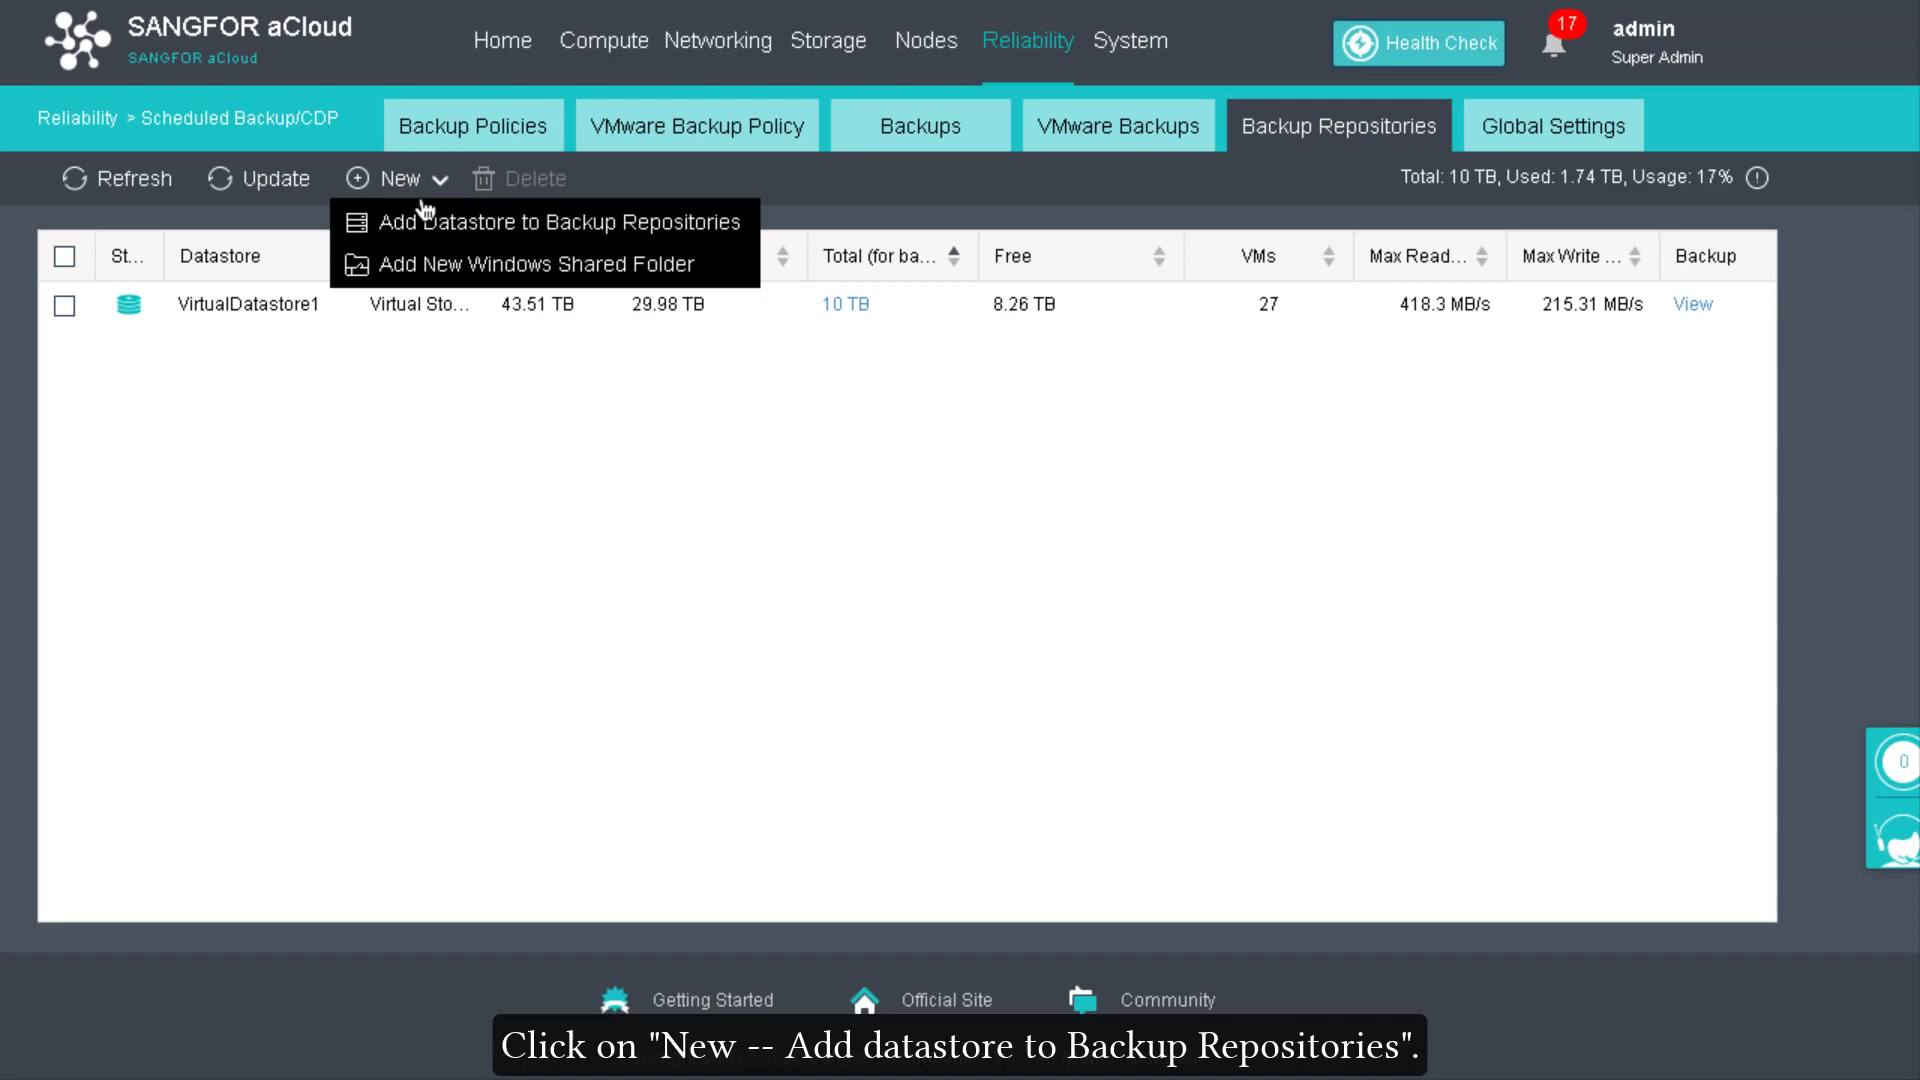 SANGFOR aCloud
SANGFOR aCloud
Home Compute Networking Storage Nodes Reliability System
Health Check
17
admin
Super Admin
Reliability > Scheduled Backup/CDP
Backup Policies VMware Backup Policy Backups VMware Backups Backup Repositories Global Settings
Refresh Update New Delete
Total: 10 TB, Used: 1.74 TB, Usage: 17%
Add Datastore to Backup Repositories
Add New Windows Shared Folder
St... Datastore Total (for ba... Free VMs Max Read... Max Write ... Backup
VirtualDatastore1 Virtual Sto... 43.51 TB 29.98 TB 10 TB 8.26 TB 27 418.3 MB/s 215.31 MB/s View
0
Getting Started Official Site Community
Click on "New -- Add datastore to Backup Repositories".